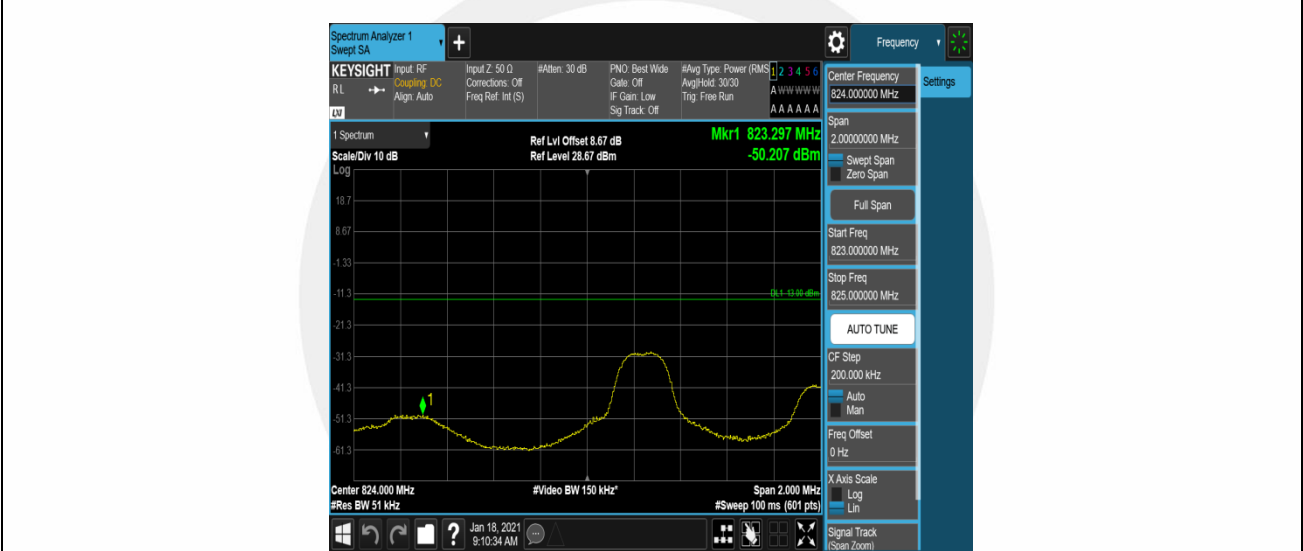 Spectrum Analyzer 1
Swept SA
+
Frequency
KEYSIGHT
RL
LXI
Input: RF
Coupling: DC
Align: Auto
Input Z: 50 Ω
Corrections: Off
Freq Ref: Int (S)
#Atten: 30 dB
PNO: Best Wide
Gate: Off
IF Gain: Low
Sig Track: Off
#Avg Type: Power (RMS
Avg|Hold: 30/30
Trig: Free Run
1 2 3 4 5 6
A W W W W W
A A A A A A
1 Spectrum
Scale/Div 10 dB
Log
Ref Lvl Offset 8.67 dB
Ref Level 28.67 dBm
Mkr1 823.297 MHz
-50.207 dBm
18.7
8.67
-1.33
-11.3
DL1 -13.00 dBm
-21.3
-31.3
-41.3
1
-51.3
-61.3
Center 824.000 MHz
#Res BW 51 kHz
#Video BW 150 kHz*
Span 2.000 MHz
#Sweep 100 ms (601 pts)
?
Jan 18, 2021
9:10:34 AM
Center Frequency
824.000000 MHz
Settings
Span
2.00000000 MHz
Swept Span
Zero Span
Full Span
Start Freq
823.000000 MHz
Stop Freq
825.000000 MHz
AUTO TUNE
CF Step
200.000 kHz
Auto
Man
Freq Offset
0 Hz
X Axis Scale
Log
Lin
Signal Track
(Span Zoom)